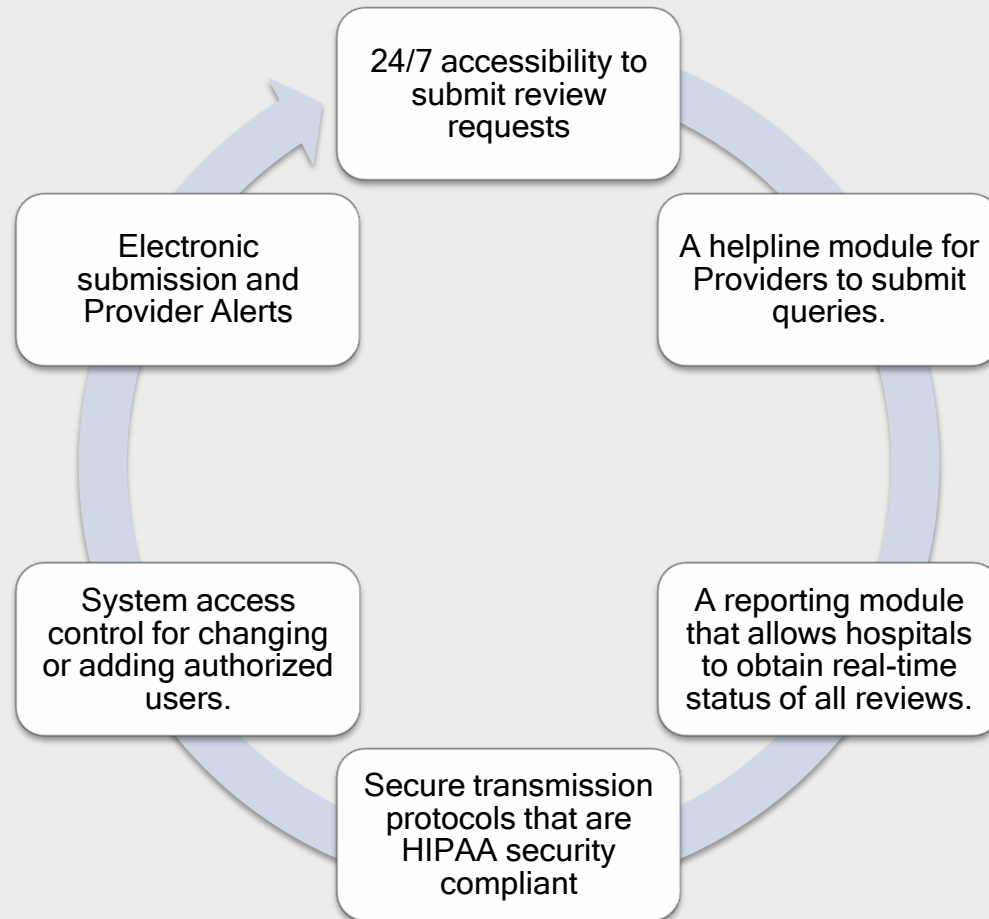 24/7 accessibility to
submit review
requests
A helpline module for
Providers to submit
queries.
A reporting module
that allows hospitals
to obtain real-time
status of all reviews.
Secure transmission
protocols that are
HIPAA security
compliant
System access
control for changing
or adding authorized
users.
Electronic
submission and
Provider Alerts